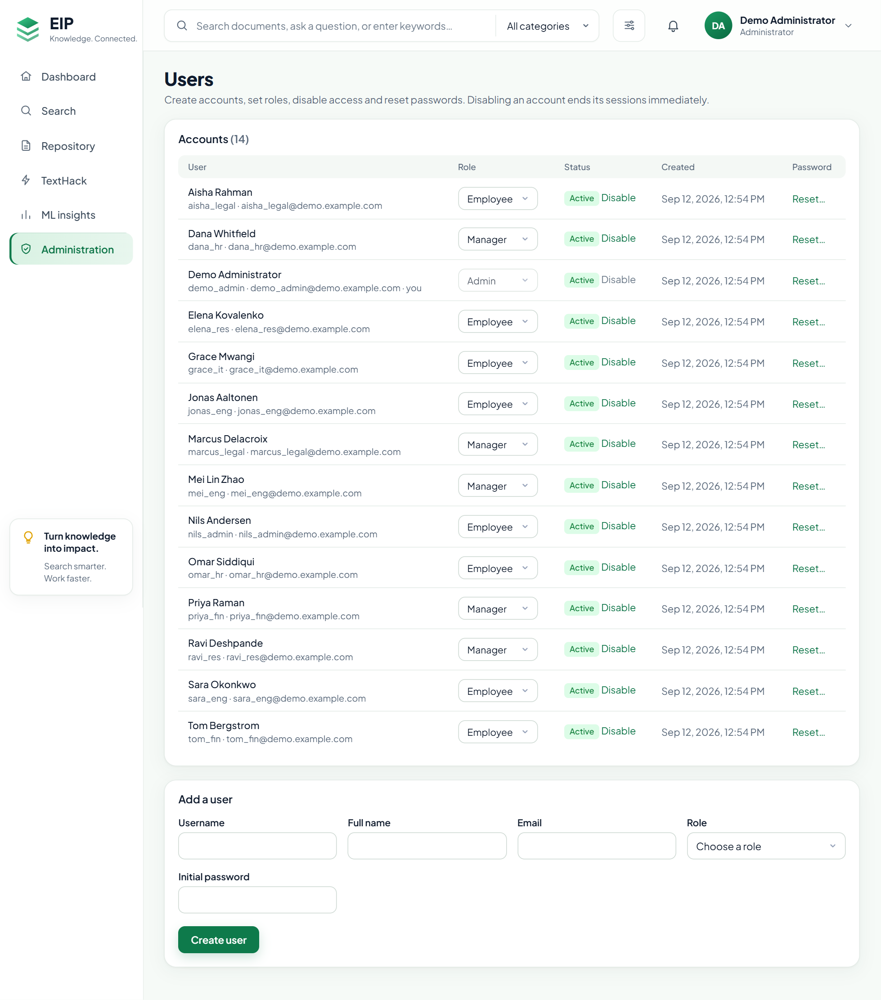 EIP
Knowledge. Connected.
Dashboard
Search
Repository
TextHack
ML insights
Administration
Turn knowledge
into impact.
Search smarter.
Work faster.
Search documents, ask a question, or enter keywords...
All categories
DA
Demo Administrator
Administrator
Users
Create accounts, set roles, disable access and reset passwords. Disabling an account ends its sessions immediately.
Accounts (14)
User Role Status Created Password
Aisha Rahman
aisha_legal · aisha_legal@demo.example.com
Employee Active Disable Sep 12, 2026, 12:54 PM Reset...
Dana Whitfield
dana_hr · dana_hr@demo.example.com
Manager Active Disable Sep 12, 2026, 12:54 PM Reset...
Demo Administrator
demo_admin · demo_admin@demo.example.com · you
Admin Active Disable Sep 12, 2026, 12:54 PM Reset...
Elena Kovalenko
elena_res · elena_res@demo.example.com
Employee Active Disable Sep 12, 2026, 12:54 PM Reset...
Grace Mwangi
grace_it · grace_it@demo.example.com
Employee Active Disable Sep 12, 2026, 12:54 PM Reset...
Jonas Aaltonen
jonas_eng · jonas_eng@demo.example.com
Employee Active Disable Sep 12, 2026, 12:54 PM Reset...
Marcus Delacroix
marcus_legal · marcus_legal@demo.example.com
Manager Active Disable Sep 12, 2026, 12:54 PM Reset...
Mei Lin Zhao
mei_eng · mei_eng@demo.example.com
Manager Active Disable Sep 12, 2026, 12:54 PM Reset...
Nils Andersen
nils_admin · nils_admin@demo.example.com
Employee Active Disable Sep 12, 2026, 12:54 PM Reset...
Omar Siddiqui
omar_hr · omar_hr@demo.example.com
Employee Active Disable Sep 12, 2026, 12:54 PM Reset...
Priya Raman
priya_fin · priya_fin@demo.example.com
Manager Active Disable Sep 12, 2026, 12:54 PM Reset...
Ravi Deshpande
ravi_res · ravi_res@demo.example.com
Manager Active Disable Sep 12, 2026, 12:54 PM Reset...
Sara Okonkwo
sara_eng · sara_eng@demo.example.com
Employee Active Disable Sep 12, 2026, 12:54 PM Reset...
Tom Bergstrom
tom_fin · tom_fin@demo.example.com
Employee Active Disable Sep 12, 2026, 12:54 PM Reset...
Add a user
Username Full name Email Role
Choose a role
Initial password
Create user